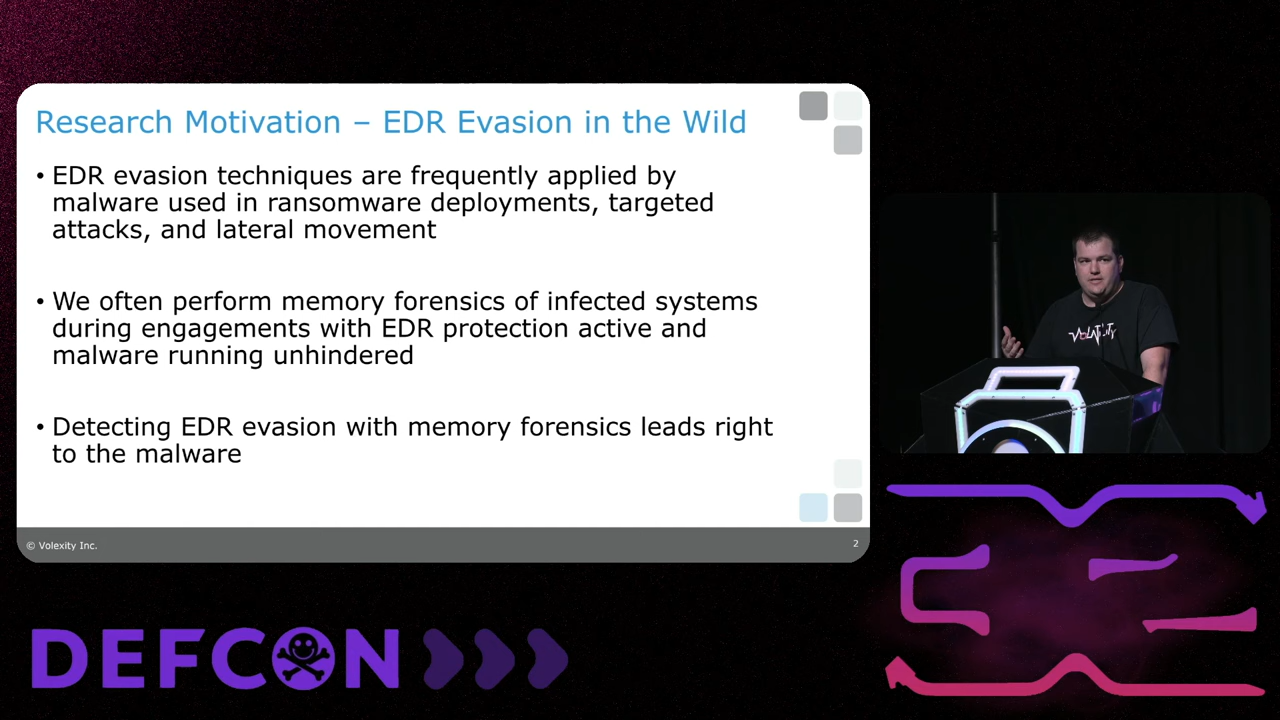 Research Motivation – EDR Evasion in the Wild
• EDR evasion techniques are frequently applied by
malware used in ransomware deployments, targeted
attacks, and lateral movement
• We often perform memory forensics of infected systems
during engagements with EDR protection active and
malware running unhindered
• Detecting EDR evasion with memory forensics leads right
to the malware
© Volexity Inc.
2
VOLATILITY
DEFCON